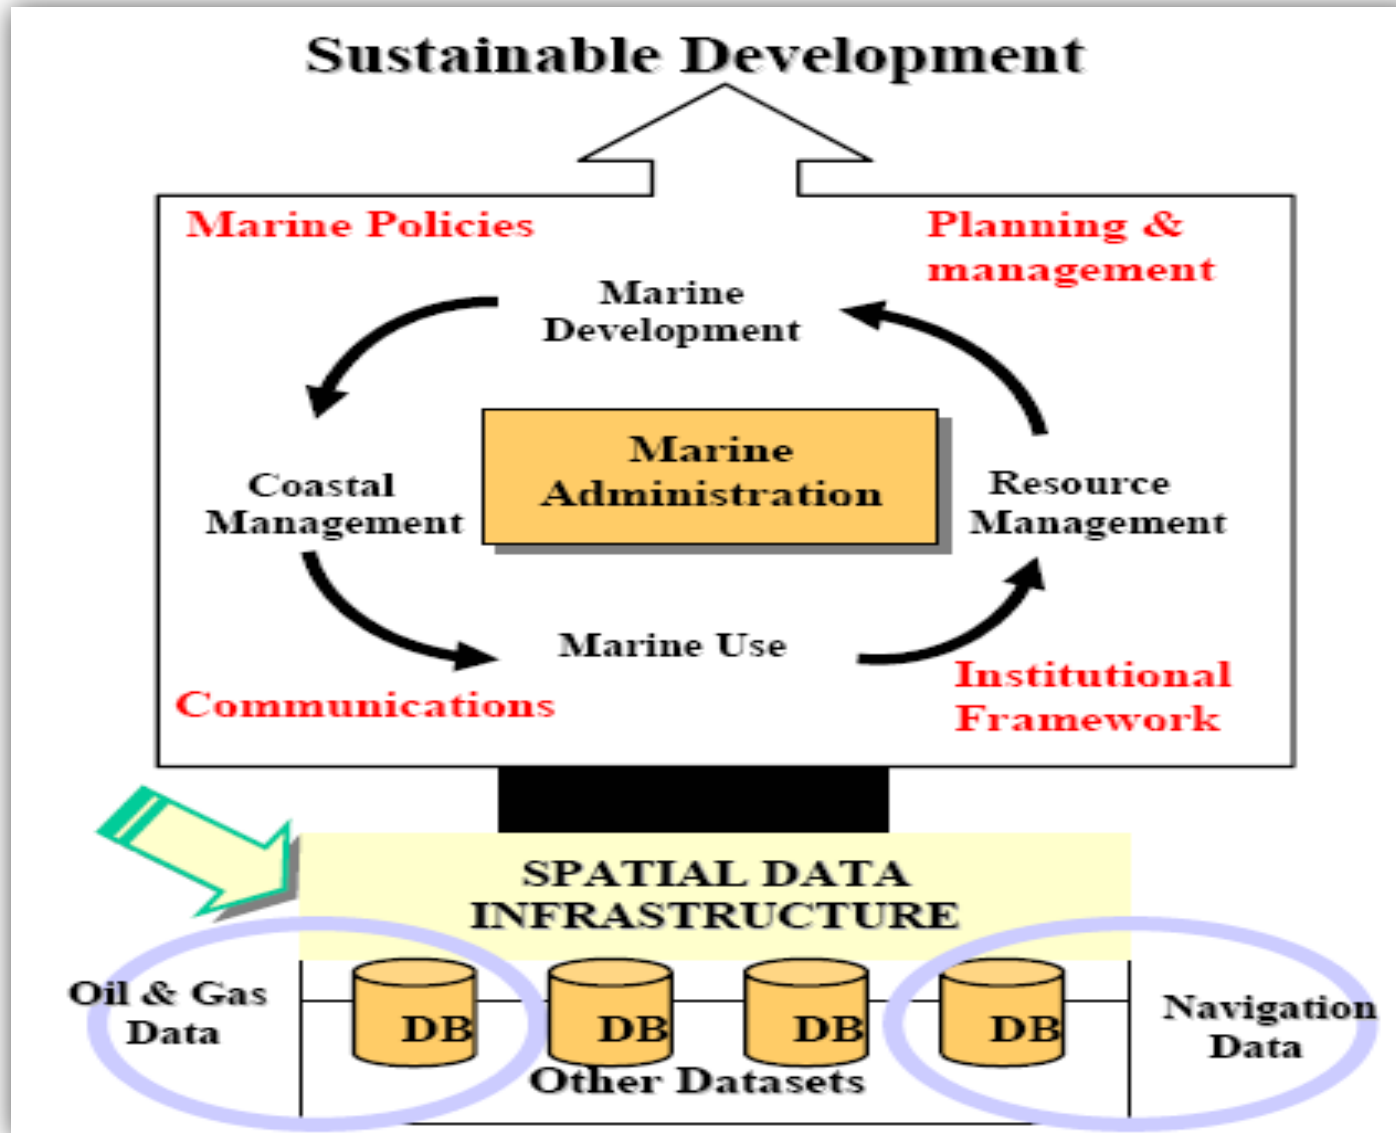 Sustainable Development
Marine Policies
Planning &
management
Marine
Development
Marine
Administration
Coastal
Management
Resource
Management
Marine Use
Communications
Institutional
Framework
SPATIAL DATA
INFRASTRUCTURE
Oil & Gas
Data
DB
DB
DB
DB
Navigation
Data
Other Datasets